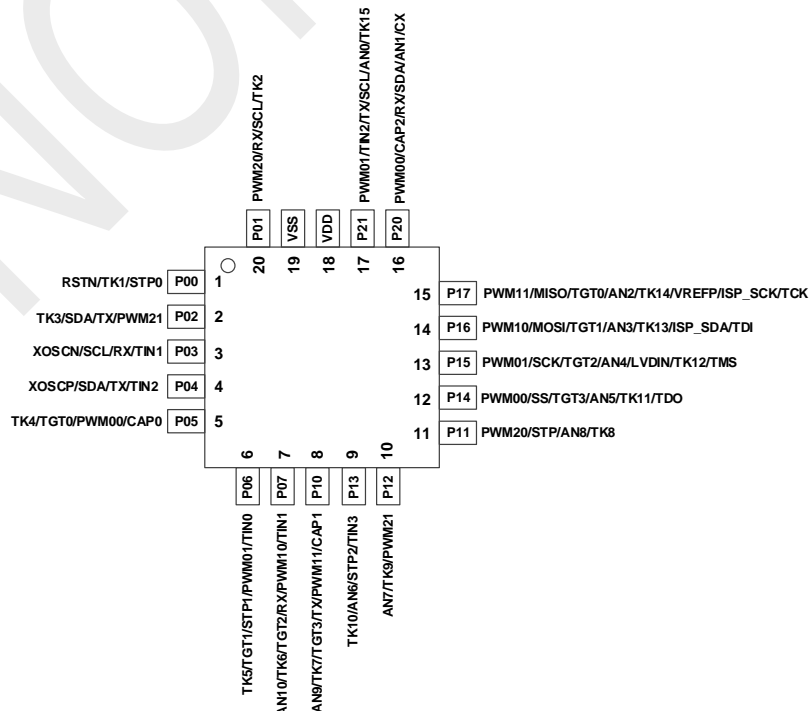 PWM20/RX/SCL/TK2
PWM01/TIN2/TX/SCL/AN0/TK15
PWM00/CAP2/RX/SDA/AN1/CX
P01
VSS
VDD
P21
P20
20
19
18
17
16
RSTN/TK1/STP0 P00 1
TK3/SDA/TX/PWM21 P02 2
XOSCN/SCL/RX/TIN1 P03 3
XOSCP/SDA/TX/TIN2 P04 4
TK4/TGT0/PWM00/CAP0 P05 5
15 P17 PWM11/MISO/TGT0/AN2/TK14/VREFP/ISP_SCK/TCK
14 P16 PWM10/MOSI/TGT1/AN3/TK13/ISP_SDA/TDI
13 P15 PWM01/SCK/TGT2/AN4/LVDIN/TK12/TMS
12 P14 PWM00/SS/TGT3/AN5/TK11/TDO
11 P11 PWM20/STP/AN8/TK8
6
7
8
9
10
P06
P07
P10
P13
P12
TK5/TGT1/STP1/PWM01/TIN0
AN10/TK6/TGT2/RX/PWM10/TIN1
AN9/TK7/TGT3/TX/PWM11/CAP1
TK10/AN6/STP2/TIN3
AN7/TK9/PWM21